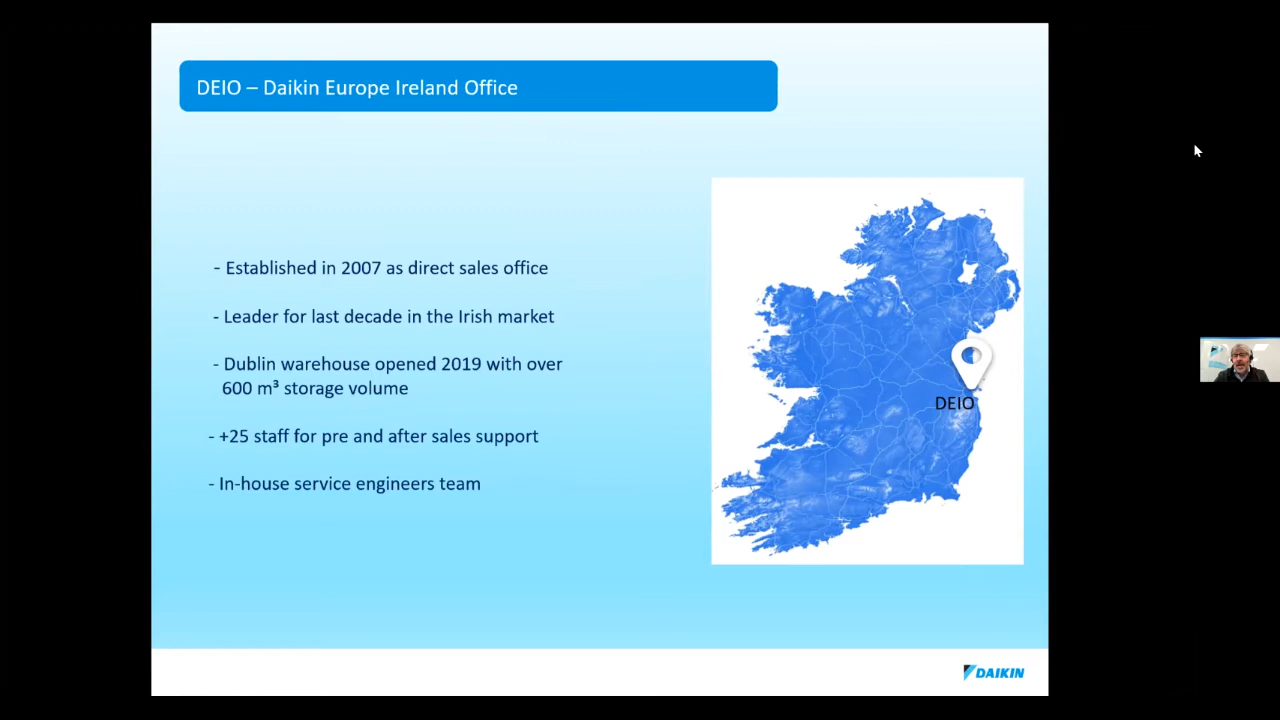 DEIO – Daikin Europe Ireland Office
- Established in 2007 as direct sales office
- Leader for last decade in the Irish market
- Dublin warehouse opened 2019 with over
600 m³ storage volume
- +25 staff for pre and after sales support
- In-house service engineers team
DEIO
DAIKIN